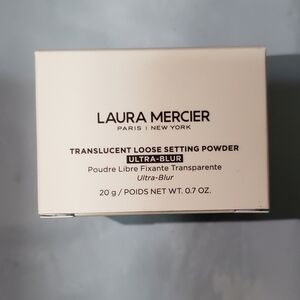 LAURA MERCIER
PARIS | NEW YORK
TRANSLUCENT LOOSE SETTING POWDER
ULTRA-BLUR
Poudre Libre Fixante Transparente
Ultra-Blur
20 g / POIDS NET WT. 0.7 OZ.